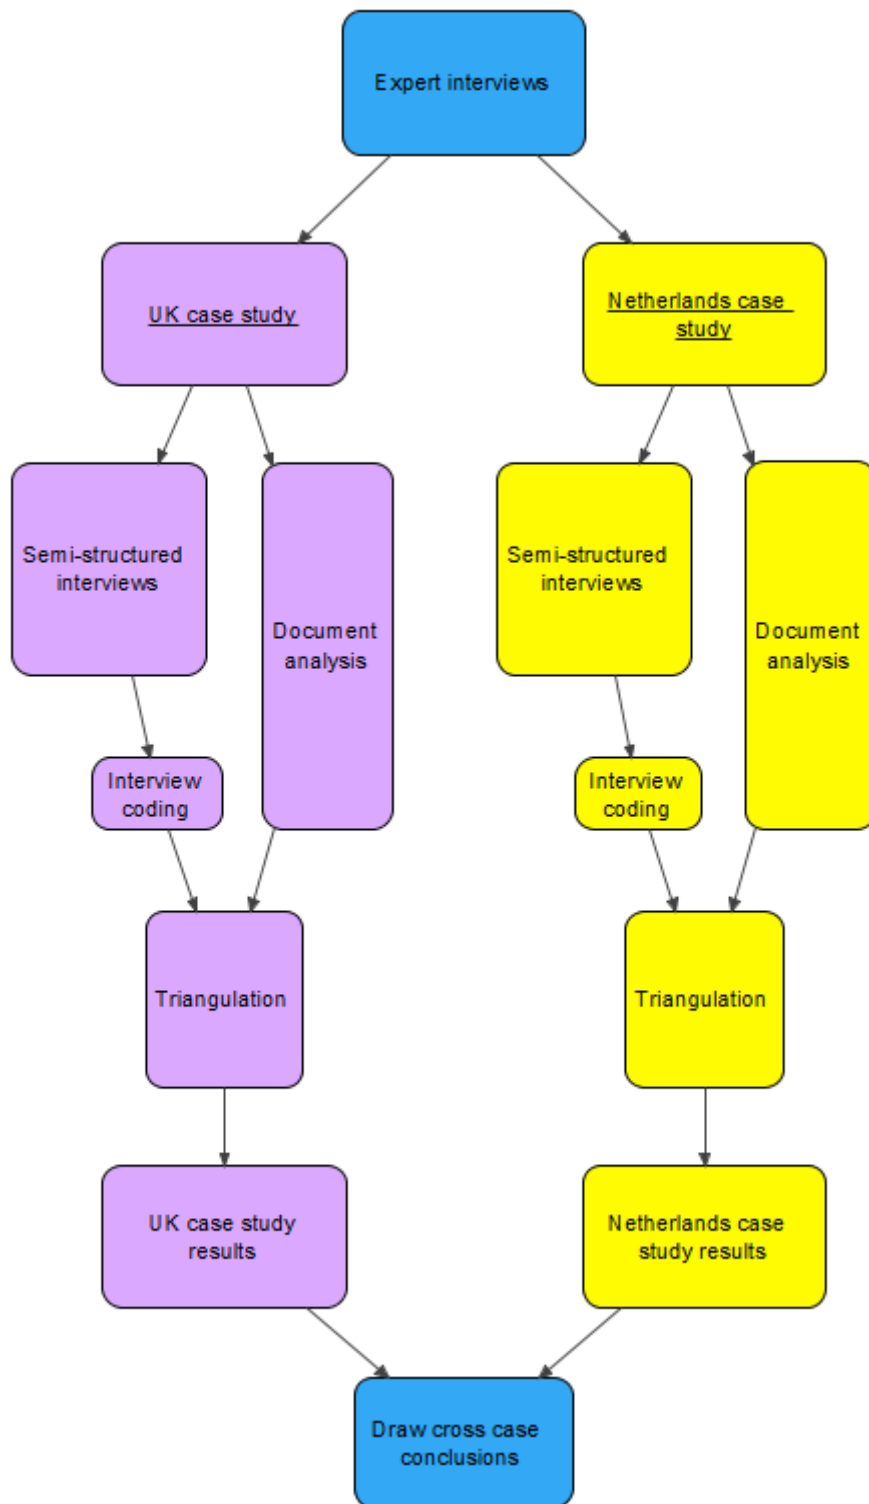 Expert interviews
UK case study
Netherlands case
study
Semi-structured
interviews
Document
analysis
Semi-structured
interviews
Document
analysis
Interview
coding
Interview
coding
Triangulation
Triangulation
UK case study
results
Netherlands case
study results
Draw cross case
conclusions